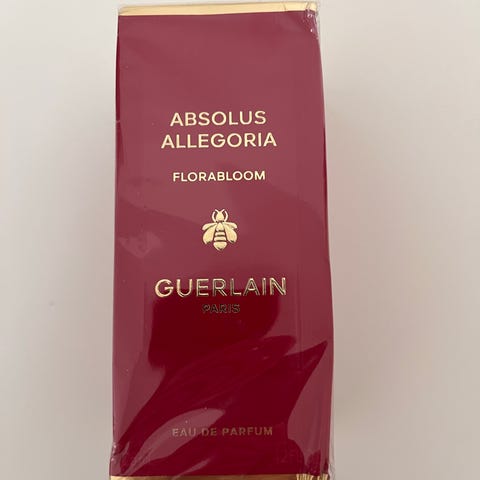 ABSOLUS
ALLEGORIA
FLORABLOOM
GUERLAIN
PARIS
EAU DE PARFUM